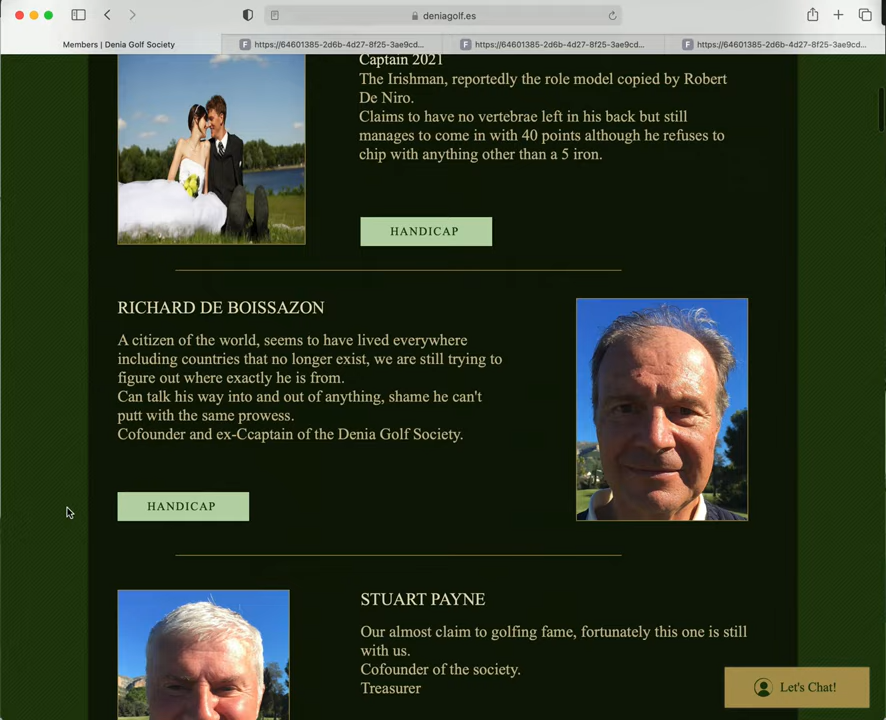 deniagolf.es
Members | Denia Golf Society
https://64601385-2d6b-4d27-8f25-3ae9cd...
https://64601385-2d6b-4d27-8f25-3ae9cd...
https://64601385-2d6b-4d27-8f25-3ae9cd...
Captain 2021
The Irishman, reportedly the role model copied by Robert
De Niro.
Claims to have no vertebrae left in his back but still
manages to come in with 40 points although he refuses to
chip with anything other than a 5 iron.
HANDICAP
RICHARD DE BOISSAZON
A citizen of the world, seems to have lived everywhere
including countries that no longer exist, we are still trying to
figure out where exactly he is from.
Can talk his way into and out of anything, shame he can't
putt with the same prowess.
Cofounder and ex-Ccaptain of the Denia Golf Society.
HANDICAP
STUART PAYNE
Our almost claim to golfing fame, fortunately this one is still
with us.
Cofounder of the society.
Treasurer
Let's Chat!